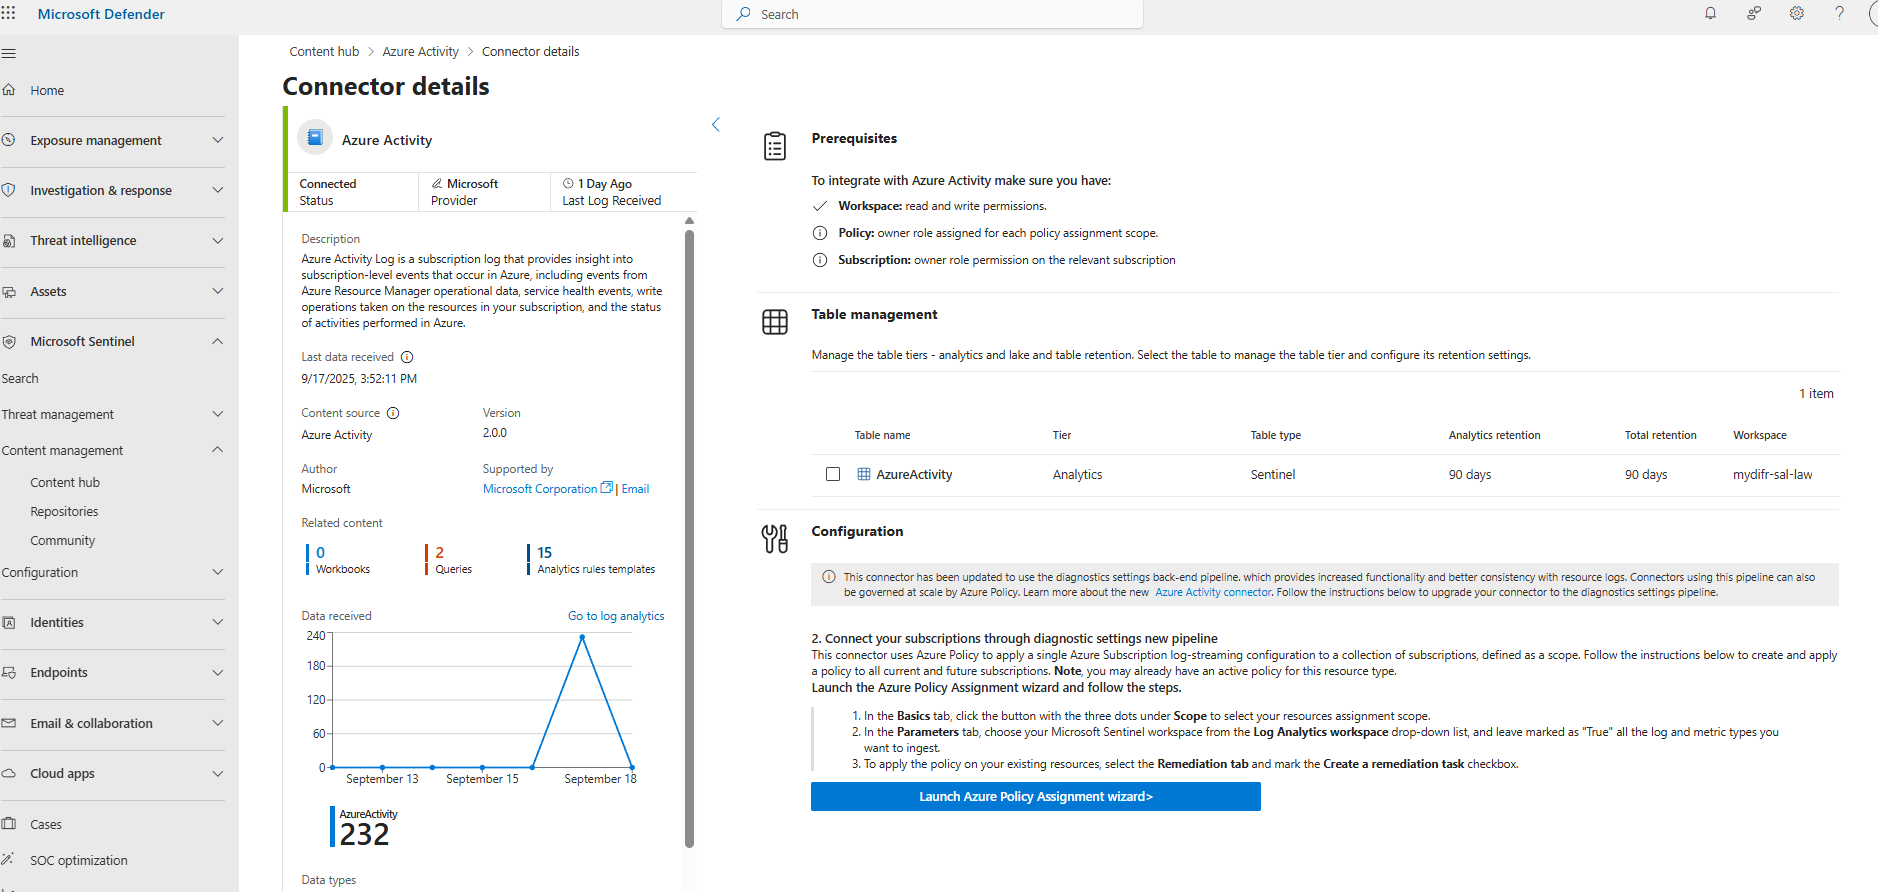 Microsoft Defender
Search
Home
Exposure management
Investigation & response
Threat intelligence
Assets
Microsoft Sentinel
Search
Threat management
Content management
Content hub
Repositories
Community
Configuration
Identities
Endpoints
Email & collaboration
Cloud apps
Cases
SOC optimization
Content hub > Azure Activity > Connector details
Connector details
Azure Activity
Connected
Status
Microsoft
Provider
1 Day Ago
Last Log Received
Description
Azure Activity Log is a subscription log that provides insight into
subscription-level events that occur in Azure, including events from
Azure Resource Manager operational data, service health events, write
operations taken on the resources in your subscription, and the status
of activities performed in Azure.
Last data received
9/17/2025, 3:52:11 PM
Content source
Azure Activity
Version
2.0.0
Author
Microsoft
Supported by
Microsoft Corporation | Email
Related content
0
Workbooks
2
Queries
15
Analytics rules templates
Data received
Go to log analytics
240
180
120
60
0
September 13 September 15 September 18
AzureActivity
232
Data types
Prerequisites
To integrate with Azure Activity make sure you have:
Workspace: read and write permissions.
Policy: owner role assigned for each policy assignment scope.
Subscription: owner role permission on the relevant subscription
Table management
Manage the table tiers - analytics and lake and table retention. Select the table to manage the table tier and configure its retention settings.
1 item
Table name Tier Table type Analytics retention Total retention Workspace
AzureActivity Analytics Sentinel 90 days 90 days mydifr-sal-law
Configuration
This connector has been updated to use the diagnostics settings back-end pipeline. which provides increased functionality and better consistency with resource logs. Connectors using this pipeline can also
be governed at scale by Azure Policy. Learn more about the new Azure Activity connector. Follow the instructions below to upgrade your connector to the diagnostics settings pipeline.
2. Connect your subscriptions through diagnostic settings new pipeline
This connector uses Azure Policy to apply a single Azure Subscription log-streaming configuration to a collection of subscriptions, defined as a scope. Follow the instructions below to create and apply
a policy to all current and future subscriptions. Note, you may already have an active policy for this resource type.
Launch the Azure Policy Assignment wizard and follow the steps.
1. In the Basics tab, click the button with the three dots under Scope to select your resources assignment scope.
2. In the Parameters tab, choose your Microsoft Sentinel workspace from the Log Analytics workspace drop-down list, and leave marked as "True" all the log and metric types you
want to ingest.
3. To apply the policy on your existing resources, select the Remediation tab and mark the Create a remediation task checkbox.
Launch Azure Policy Assignment wizard>